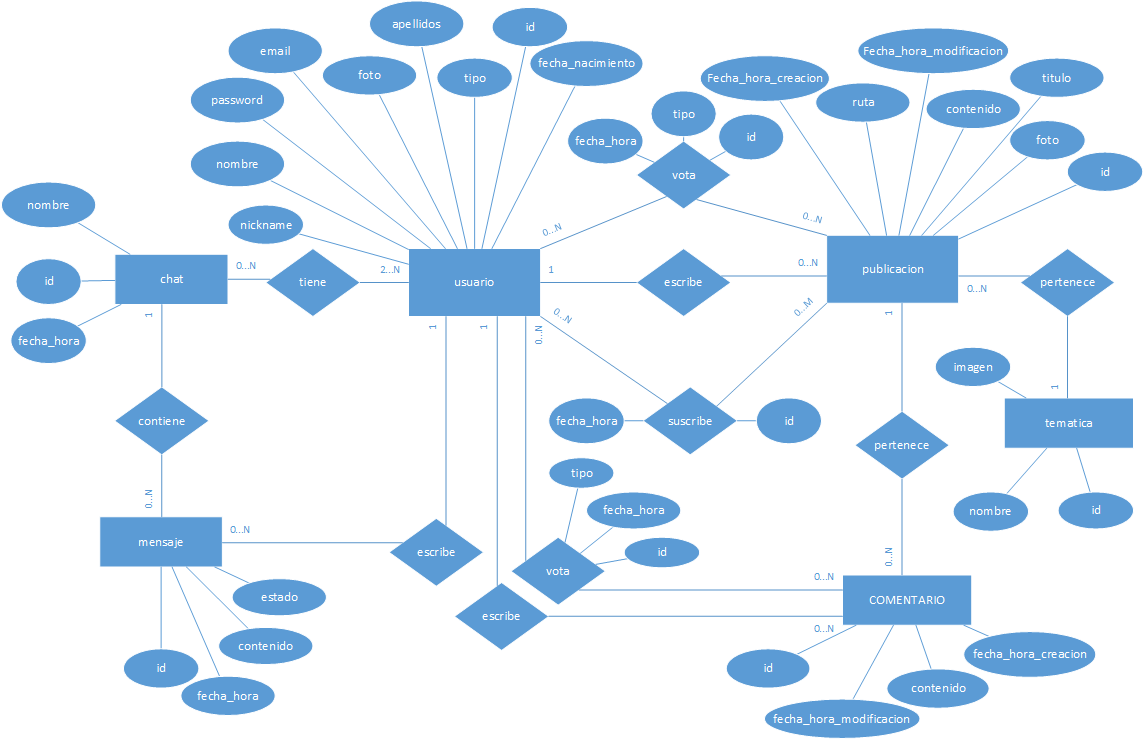 apellidos
id
email
Fecha_hora_modificacion
foto
tipo
fecha_nacimiento
Fecha_hora_creacion
titulo
password
ruta
contenido
tipo
fecha_hora
id
foto
nombre
vota
id
nombre
nickname
0...N
0...N
chat
0...N
tiene
2...N
usuario
1
escribe
0...N
publicacion
0...N
pertenece
id
fecha_hora
1
1
1
0...N
0...N
0...M
1
imagen
1
contiene
fecha_hora
suscribe
id
tematica
pertenece
tipo
0...N
fecha_hora
nombre
id
mensaje
0...N
escribe
id
0...N
vota
0...N
COMENTARIO
estado
escribe
0...N
contenido
id
fecha_hora_creacion
id
contenido
fecha_hora
fecha_hora_modificacion